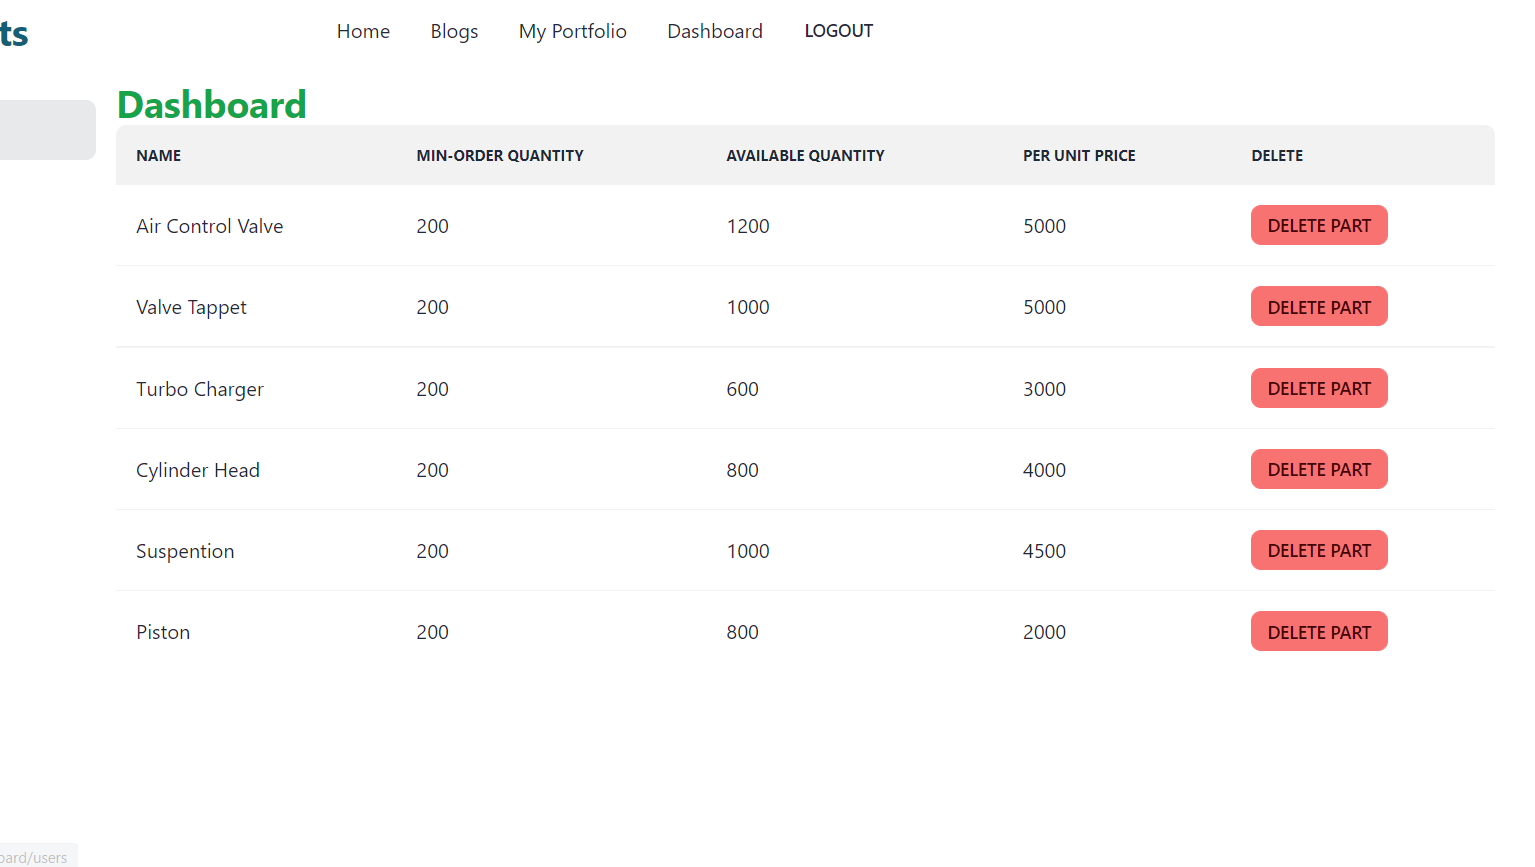 ts
Home Blogs My Portfolio Dashboard LOGOUT
Dashboard
NAME MIN-ORDER QUANTITY AVAILABLE QUANTITY PER UNIT PRICE DELETE
Air Control Valve 200 1200 5000 DELETE PART
Valve Tappet 200 1000 5000 DELETE PART
Turbo Charger 200 600 3000 DELETE PART
Cylinder Head 200 800 4000 DELETE PART
Suspention 200 1000 4500 DELETE PART
Piston 200 800 2000 DELETE PART
oard/users